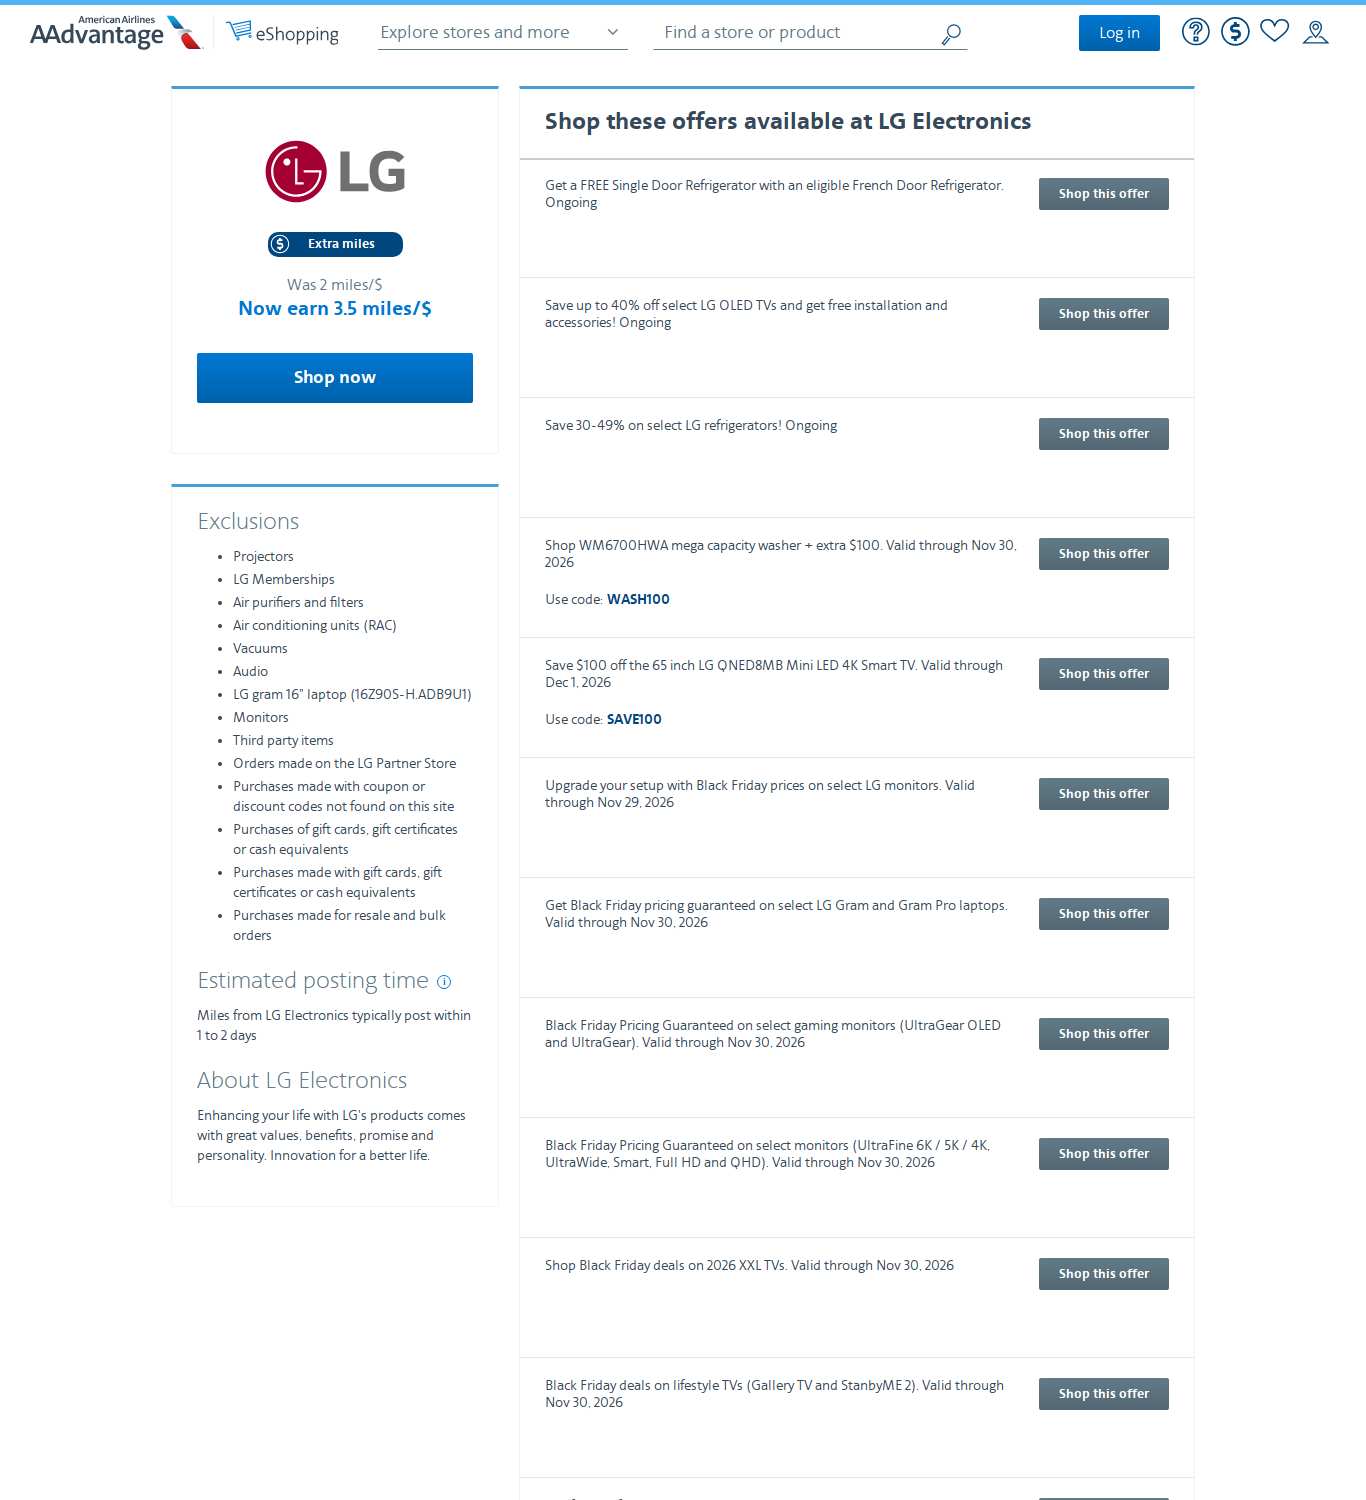 American Airlines
AAdvantage
eShopping
Explore stores and more
Find a store or product
Log in
LG
Extra miles
Was 2 miles/$
Now earn 3.5 miles/$
Shop now
Exclusions
Projectors
LG Memberships
Air purifiers and filters
Air conditioning units (RAC)
Vacuums
Audio
LG gram 16" laptop (16Z90S-H.ADB9U1)
Monitors
Third party items
Orders made on the LG Partner Store
Purchases made with coupon or
discount codes not found on this site
Purchases of gift cards, gift certificates
or cash equivalents
Purchases made with gift cards, gift
certificates or cash equivalents
Purchases made for resale and bulk
orders
Estimated posting time
Miles from LG Electronics typically post within
1 to 2 days
About LG Electronics
Enhancing your life with LG's products comes
with great values, benefits, promise and
personality. Innovation for a better life.
Shop these offers available at LG Electronics
Get a FREE Single Door Refrigerator with an eligible French Door Refrigerator.
Ongoing
Shop this offer
Save up to 40% off select LG OLED TVs and get free installation and
accessories! Ongoing
Shop this offer
Save 30-49% on select LG refrigerators! Ongoing
Shop this offer
Shop WM6700HWA mega capacity washer + extra $100. Valid through Nov 30,
2026
Use code: WASH100
Shop this offer
Save $100 off the 65 inch LG QNED8MB Mini LED 4K Smart TV. Valid through
Dec 1, 2026
Use code: SAVE100
Shop this offer
Upgrade your setup with Black Friday prices on select LG monitors. Valid
through Nov 29, 2026
Shop this offer
Get Black Friday pricing guaranteed on select LG Gram and Gram Pro laptops.
Valid through Nov 30, 2026
Shop this offer
Black Friday Pricing Guaranteed on select gaming monitors (UltraGear OLED
and UltraGear). Valid through Nov 30, 2026
Shop this offer
Black Friday Pricing Guaranteed on select monitors (UltraFine 6K / 5K / 4K,
UltraWide, Smart, Full HD and QHD). Valid through Nov 30, 2026
Shop this offer
Shop Black Friday deals on 2026 XXL TVs. Valid through Nov 30, 2026
Shop this offer
Black Friday deals on lifestyle TVs (Gallery TV and StanbyME 2). Valid through
Nov 30, 2026
Shop this offer